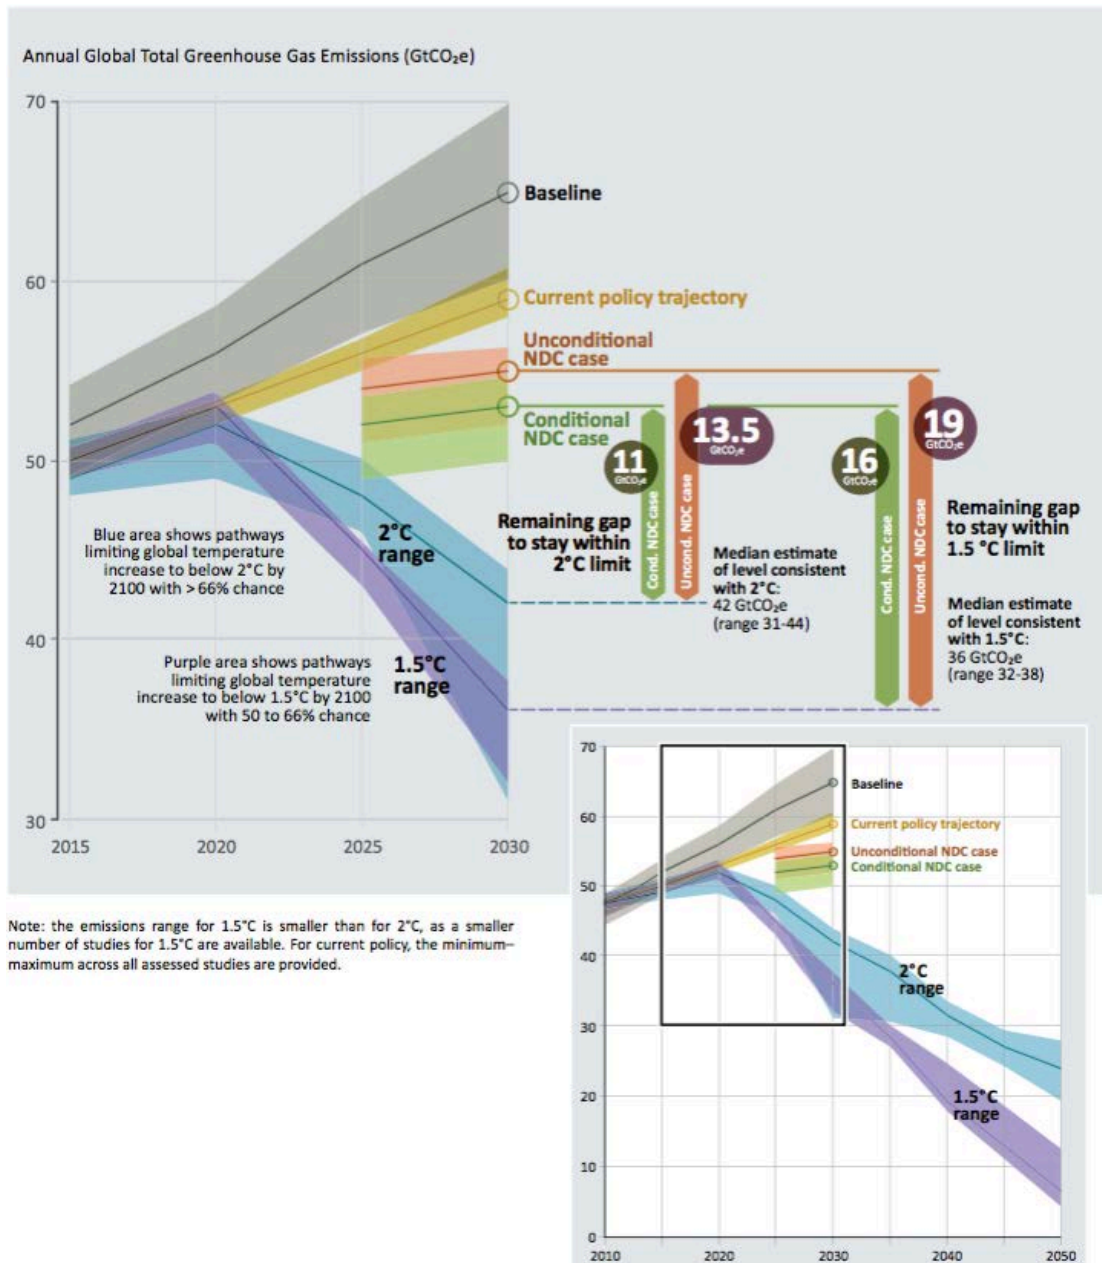 Annual Global Total Greenhouse Gas Emissions (GtCO₂e)
70
60
50
40
30
2015
2020
2025
2030
Baseline
Current policy trajectory
Unconditional
NDC case
Conditional
NDC case
11
GtCO₂e
13.5
GtCO₂e
16
GtCO₂e
19
GtCO₂e
Cond. NDC case
Uncond. NDC case
Cond. NDC case
Uncond. NDC case
Remaining gap
to stay within
2°C limit
Median estimate
of level consistent
with 2°C:
42 GtCO₂e
(range 31-44)
Remaining gap
to stay within
1.5 °C limit
Median estimate
of level consistent
with 1.5°C:
36 GtCO₂e
(range 32-38)
Blue area shows pathways
limiting global temperature
increase to below 2°C by
2100 with > 66% chance
2°C
range
Purple area shows pathways
limiting global temperature
increase to below 1.5°C by 2100
with 50 to 66% chance
1.5°C
range
70
60
50
40
30
20
10
0
2010
2020
2030
2040
2050
Baseline
Current policy trajectory
Unconditional NDC case
Conditional NDC case
2°C
range
1.5°C
range
Note: the emissions range for 1.5°C is smaller than for 2°C, as a smaller
number of studies for 1.5°C are available. For current policy, the minimum–
maximum across all assessed studies are provided.